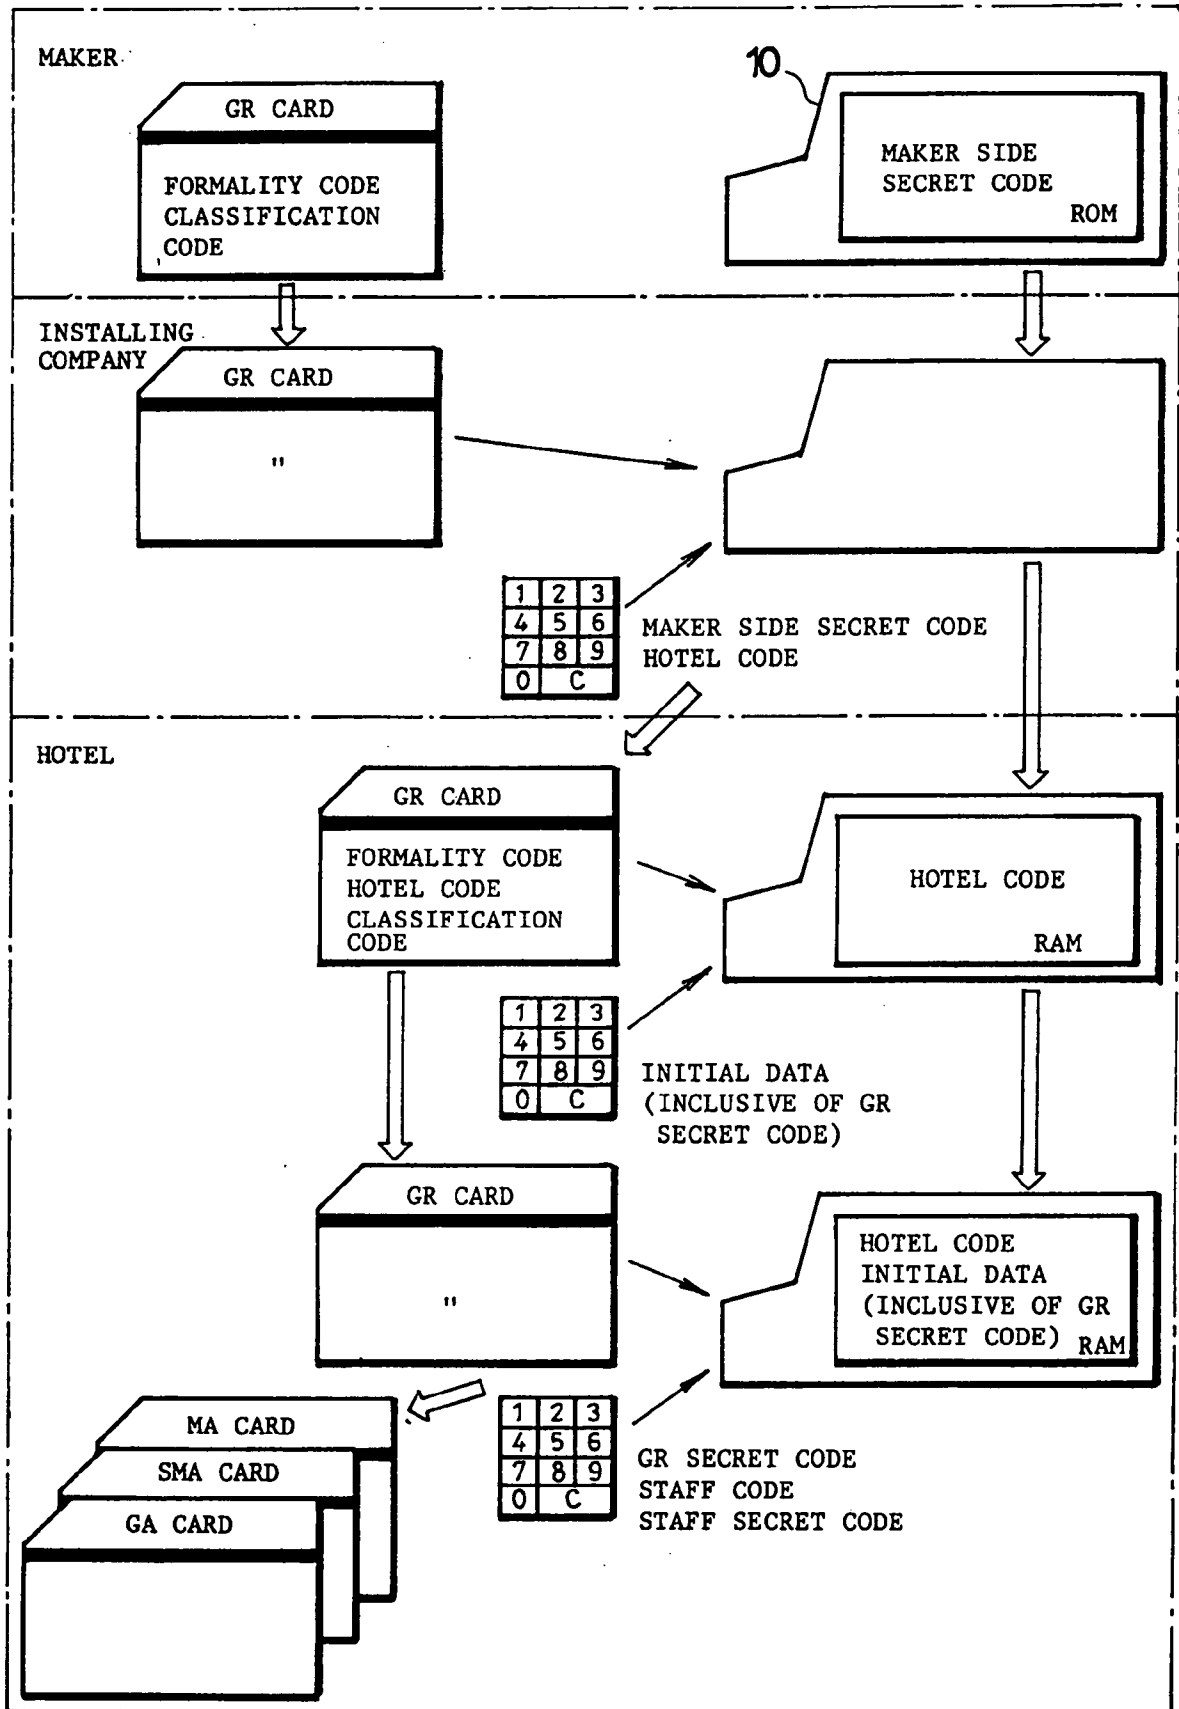 MAKER
GR CARD
FORMALITY CODE
CLASSIFICATION
CODE
10
MAKER SIDE
SECRET CODE
ROM
INSTALLING
COMPANY
GR CARD
"
1 2 3
4 5 6
7 8 9
0 C
MAKER SIDE SECRET CODE
HOTEL CODE
HOTEL
GR CARD
FORMALITY CODE
HOTEL CODE
CLASSIFICATION
CODE
HOTEL CODE
RAM
1 2 3
4 5 6
7 8 9
0 C
INITIAL DATA
(INCLUSIVE OF GR
SECRET CODE)
GR CARD
"
HOTEL CODE
INITIAL DATA
(INCLUSIVE OF GR
SECRET CODE)
RAM
1 2 3
4 5 6
7 8 9
0 C
GR SECRET CODE
STAFF CODE
STAFF SECRET CODE
MA CARD
SMA CARD
GA CARD